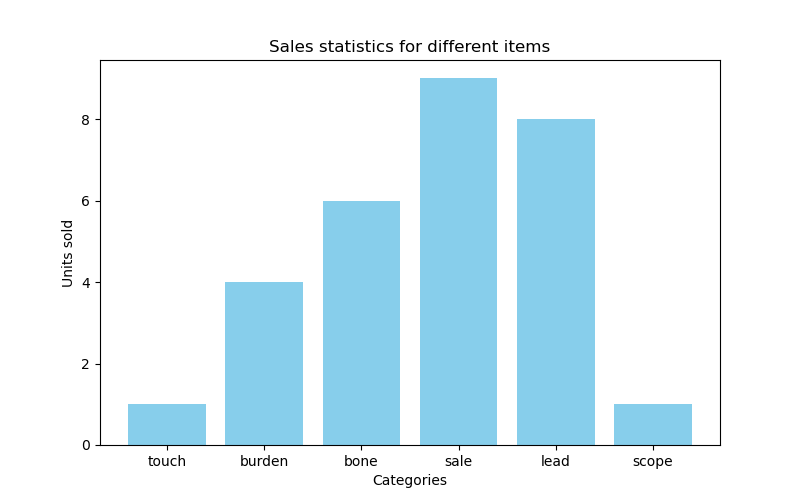 Sales statistics for different items
Units sold
8
6
4
2
0
touch burden bone sale lead scope
Categories